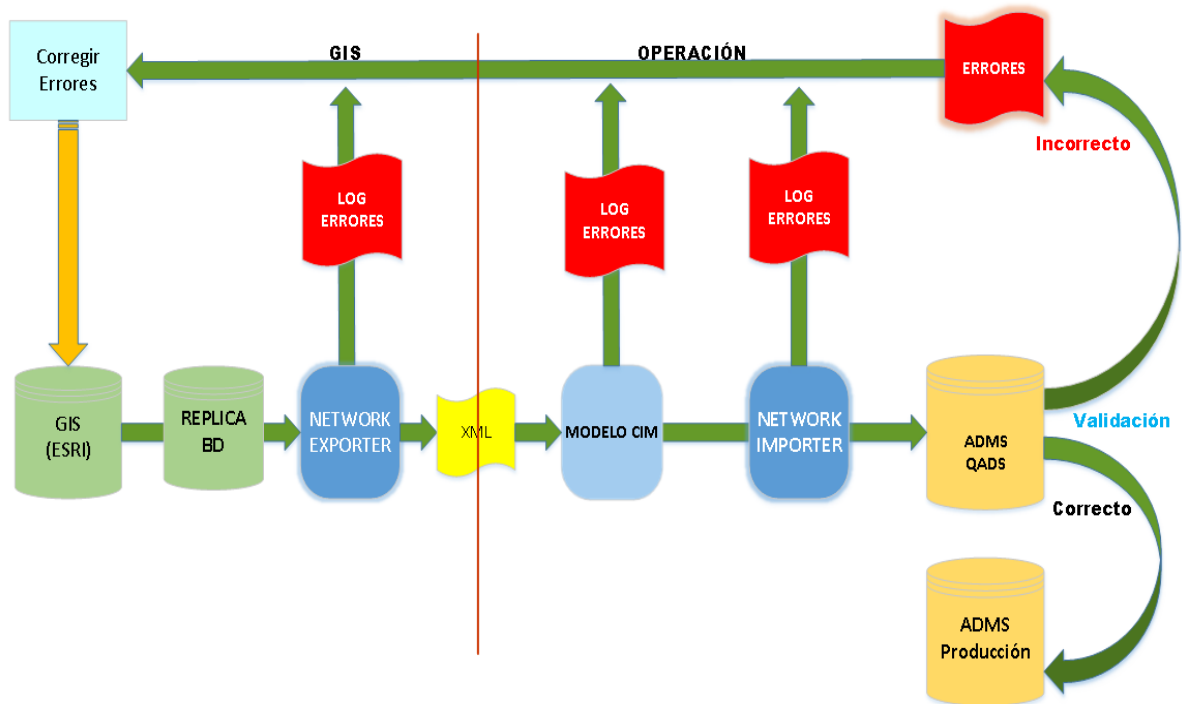 Corregir
Errores
GIS
OPERACIÓN
ERRORES
Incorrecto
LOG
ERRORES
LOG
ERRORES
LOG
ERRORES
GIS
(ESRI)
REPLICA
BD
NETWORK
EXPORTER
XML
MODELO CIM
NETWORK
IMPORTER
ADMS
QADS
Validación
Correcto
ADMS
Producción